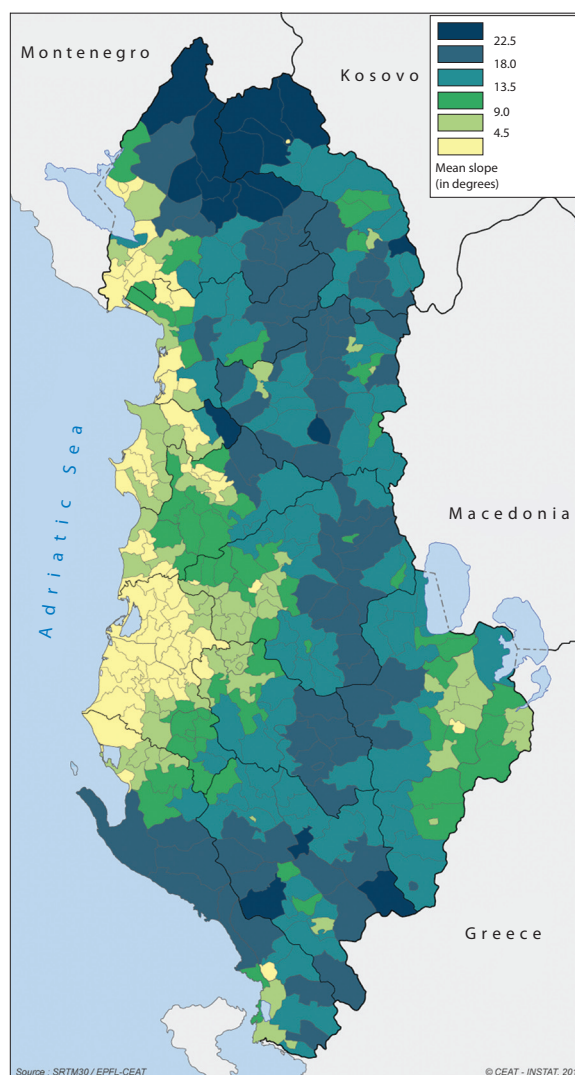 Montenegro
Kosovo
22.5
18.0
13.5
9.0
4.5
Mean slope
(in degrees)
Adriatic Sea
Macedonia
Greece
Source : SRTM30 / EPFL-CEAT
© CEAT - INSTAT, 201